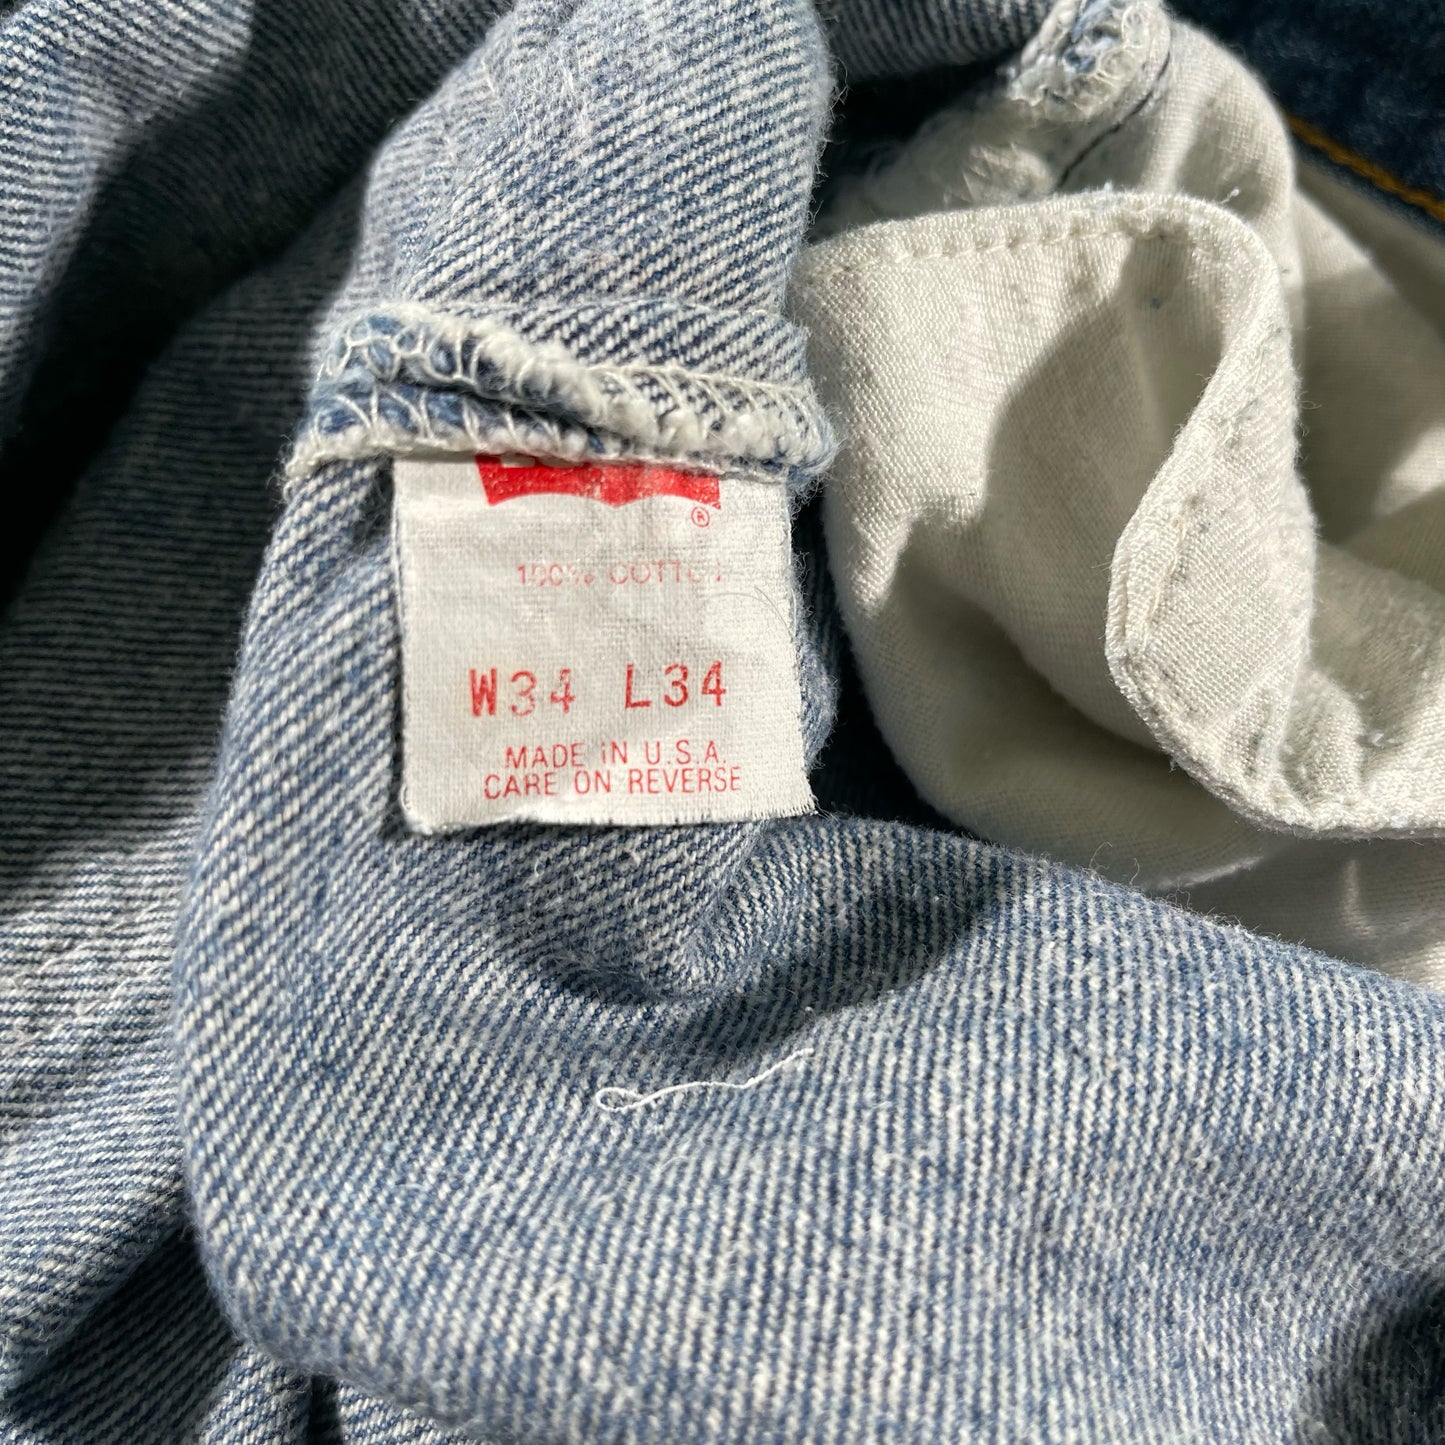 ®
100% COTTON
W34 L34
MADE IN U.S.A.
CARE ON REVERSE